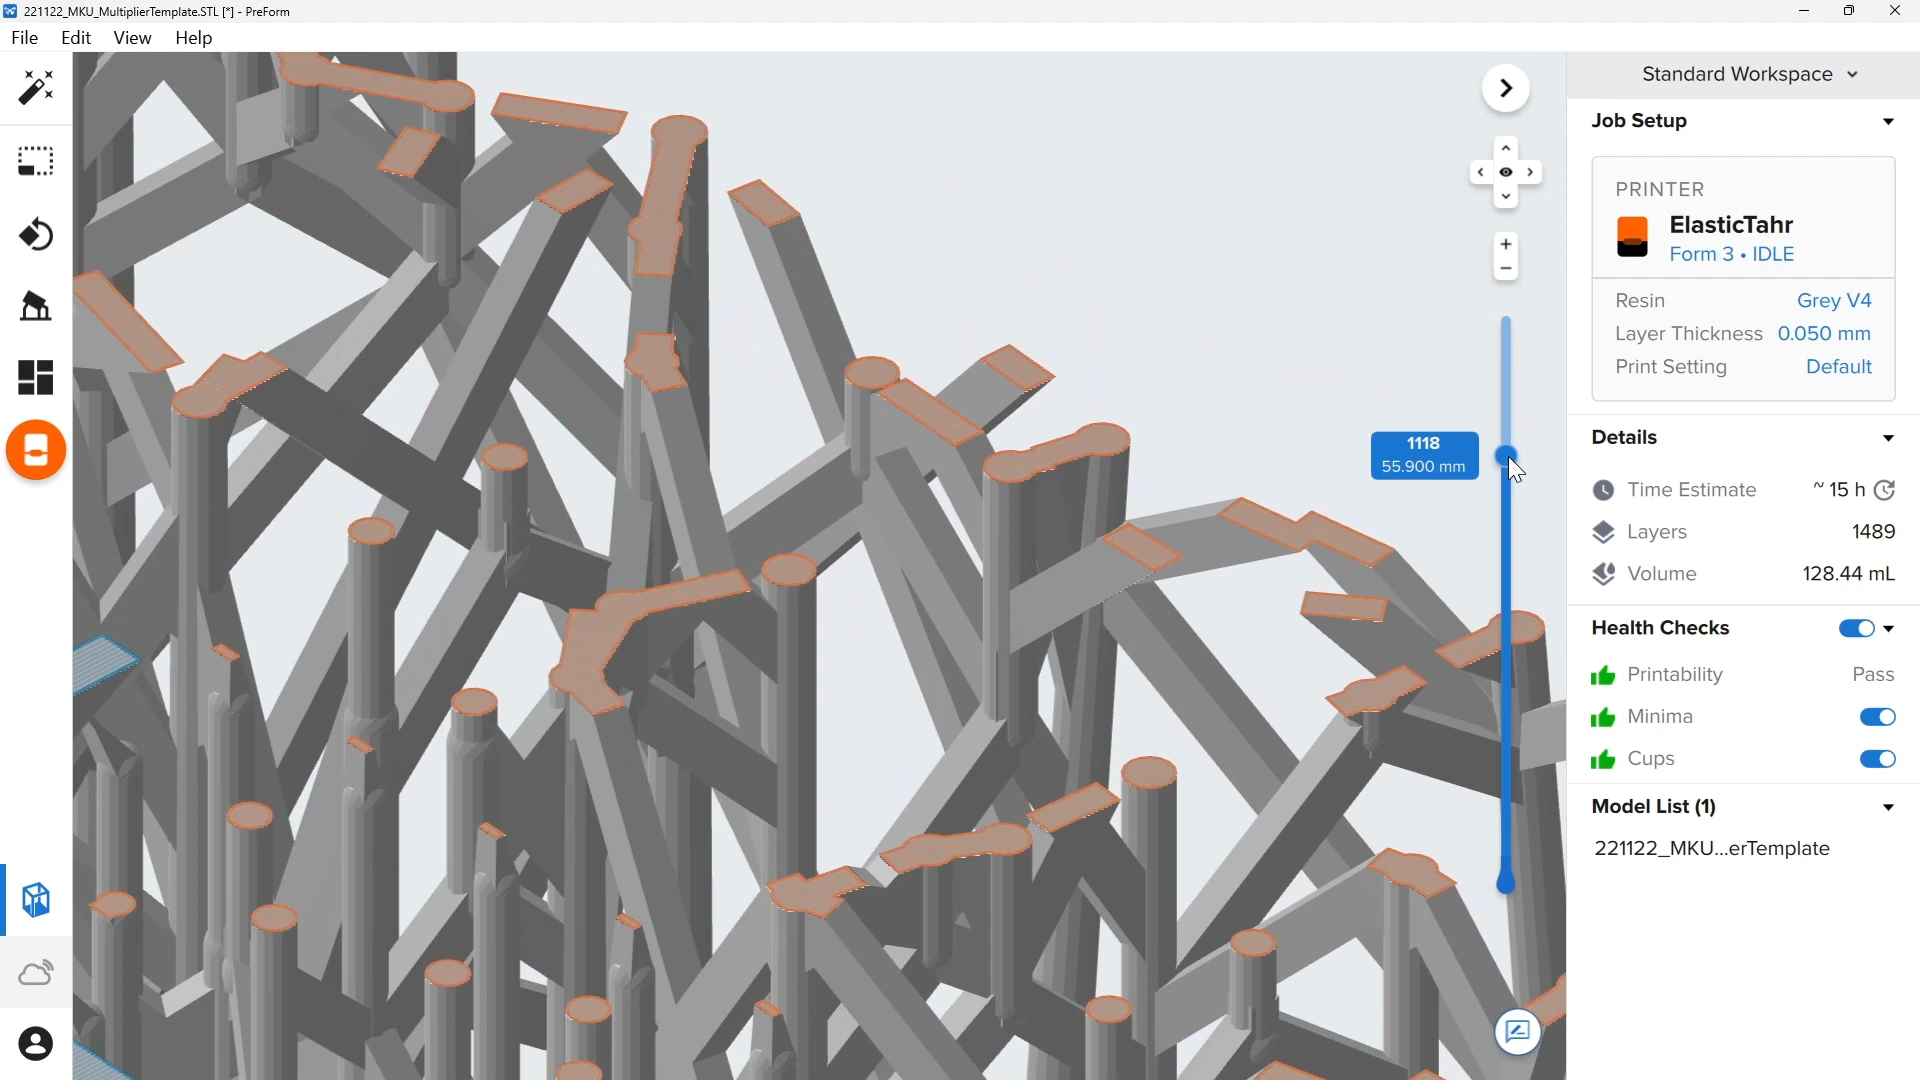 221122_MKU_MultiplierTemplate.STL [*] - PreForm
File Edit View Help
Standard Workspace
Job Setup
PRINTER
ElasticTahr
Form 3 • IDLE
Resin Grey V4
Layer Thickness 0.050 mm
Print Setting Default
1118
55.900 mm
Details
Time Estimate ~ 15 h
Layers 1489
Volume 128.44 mL
Health Checks
Printability Pass
Minima
Cups
Model List (1)
221122_MKU...erTemplate